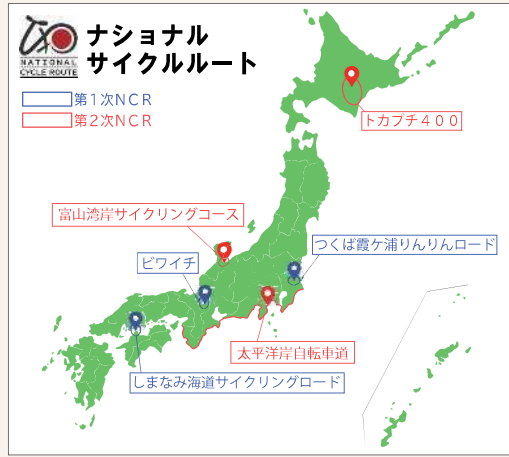 ナショナル
サイクルルート
NATIONAL
CYCLE ROUTE
第1次NCR
第2次NCR
トカプチ400
富山湾岸サイクリングコース
つくば霞ケ浦りんりんロード
ビワイチ
太平洋岸自転車道
しまなみ海道サイクリングロード